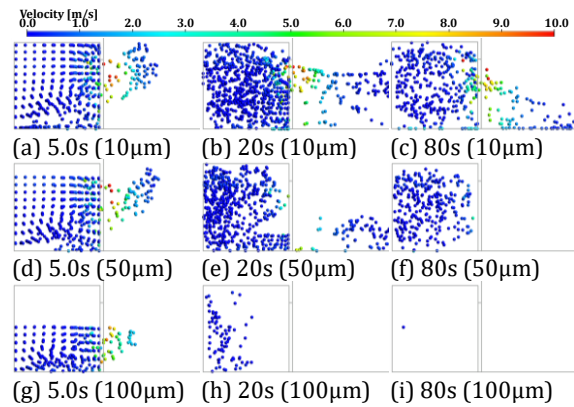 Velocity [m/s]
0.0 1.0 2.0 3.0 4.0 5.0 6.0 7.0 8.0 9.0 10.0
(a) 5.0s (10μm) (b) 20s (10μm) (c) 80s (10μm)
(d) 5.0s (50μm) (e) 20s (50μm) (f) 80s (50μm)
(g) 5.0s (100μm) (h) 20s (100μm) (i) 80s (100μm)